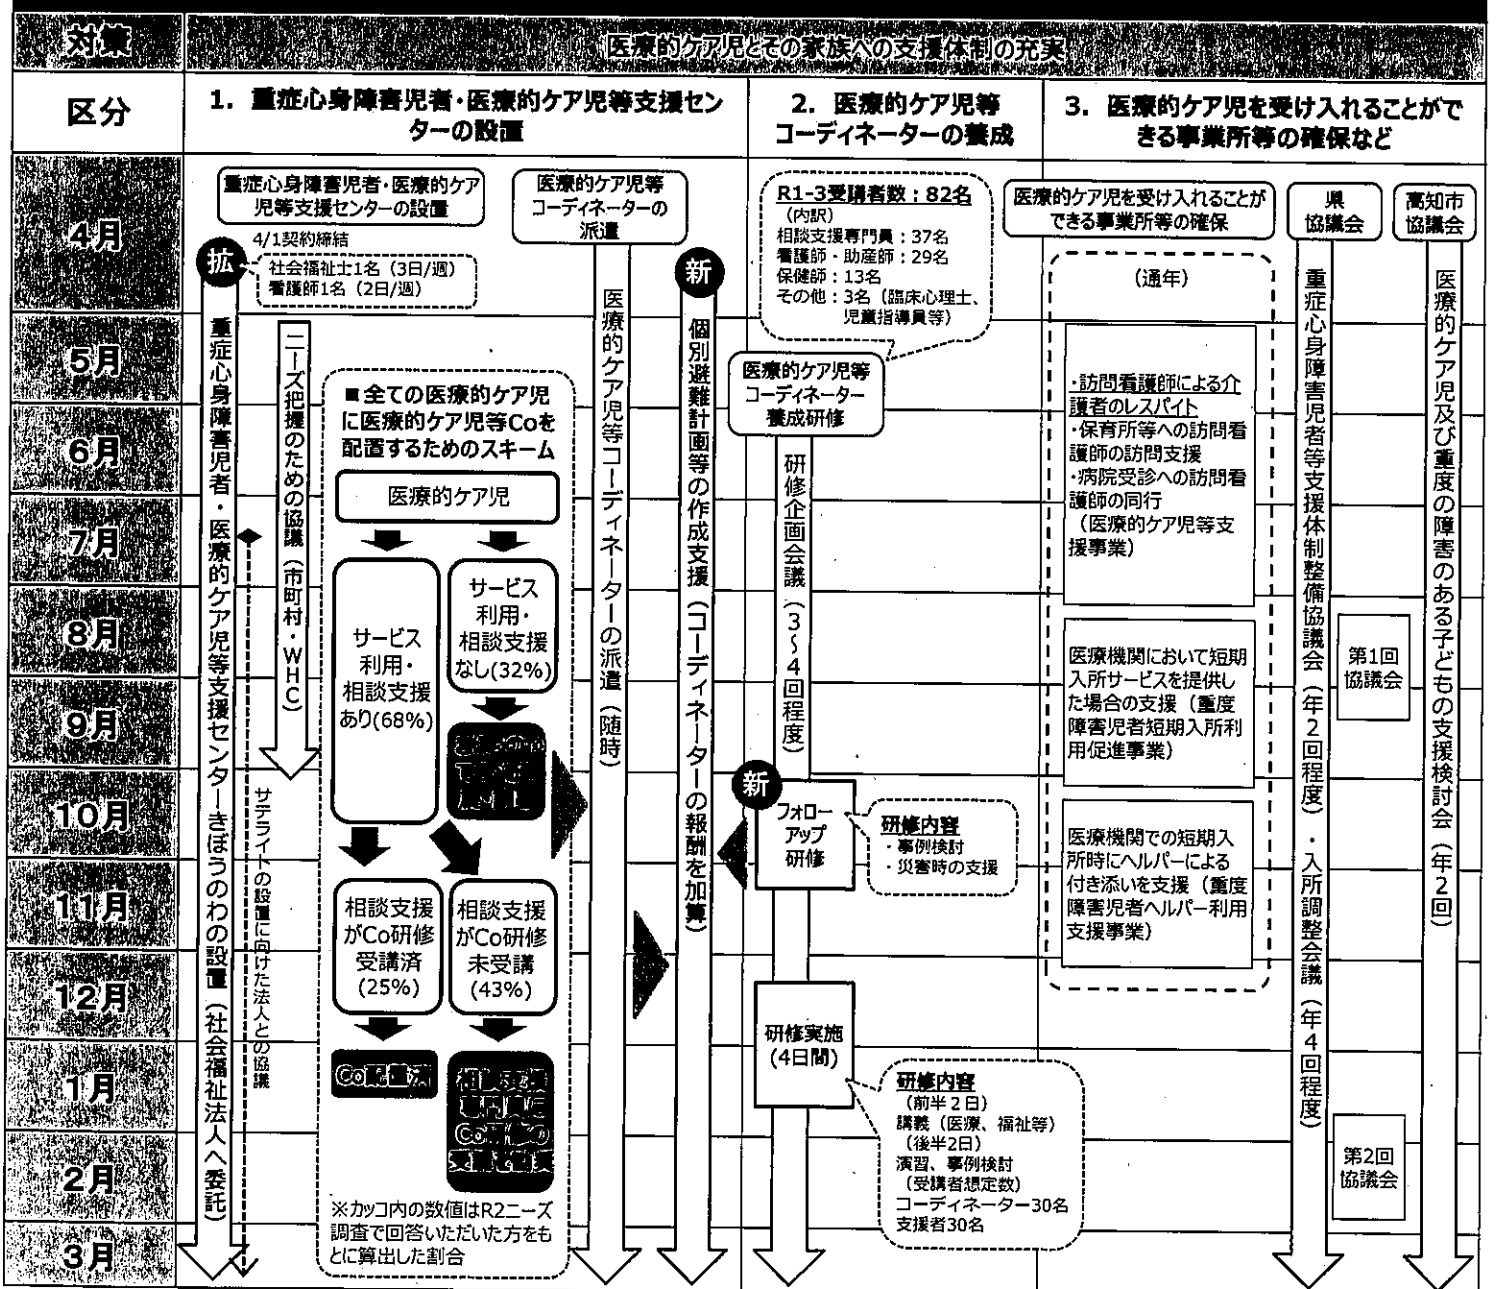 対策
医療的ケア児とその家族への支援体制の充実
区分
1. 重症心身障害児者・医療的ケア児等支援セン
ターの設置
2. 医療的ケア児等
コーディネーターの養成
3. 医療的ケア児を受け入れることがで
きる事業所等の確保など
4月
5月
6月
7月
8月
9月
10月
11月
12月
1月
2月
3月
重症心身障害児者・医療的ケア
児等支援センターの設置
4/1契約締結
拡
社会福祉士1名（3日/週）
看護師1名（2日/週）
重症心身障害児者・医療的ケア児等支援センターきぼうのわの設置（社会福祉法人へ委託）
サテライトの設置に向けた法人との協議
ニーズ把握のための協議（市町村・WHC）
■全ての医療的ケア児
に医療的ケア児等Coを
配置するためのスキーム
医療的ケア児
サービス
利用・
相談支援
あり(68%)
サービス
利用・
相談支援
なし(32%)
相談支援
がCo研修
受講済
(25%)
相談支援
がCo研修
未受講
(43%)
Co配置済
相談支援
専門員に
Co研修の
受講を勧奨
※カッコ内の数値はR2ニーズ
調査で回答いただいた方をも
とに算出した割合
医療的ケア児等
コーディネーターの
派遣
医療的ケア児等コーディネーターの派遣（随時）
新
個別避難計画等の作成支援（コーディネーターの報酬を加算）
R1-3受講者数：82名
（内訳）
相談支援専門員：37名
看護師・助産師：29名
保健師：13名
その他：3名（臨床心理士、
児童指導員等）
医療的ケア児等
コーディネーター
養成研修
研修企画会議（3～4回程度）
新
フォロー
アップ
研修
研修内容
・事例検討
・災害時の支援
研修実施
(4日間)
研修内容
（前半２日）
講義（医療、福祉等）
（後半2日）
演習、事例検討
（受講者想定数）
コーディネーター30名
支援者30名
医療的ケア児を受け入れることが
できる事業所等の確保
（通年）
・訪問看護師による介
護者のレスパイト
・保育所等への訪問看
護師の訪問支援
・病院受診への訪問看
護師の同行
（医療的ケア児等支
援事業）
医療機関において短期
入所サービスを提供し
た場合の支援（重度
障害児者短期入所利
用促進事業）
医療機関での短期入
所時にヘルパーによる
付き添いを支援（重度
障害児者ヘルパー利用
支援事業）
県
協議会
重症心身障害児者等支援体制整備協議会（年２回程度）・入所調整会議（年４回程度）
第1回
協議会
第2回
協議会
高知市
協議会
医療的ケア児及び重度の障害のある子どもの支援検討会（年２回）